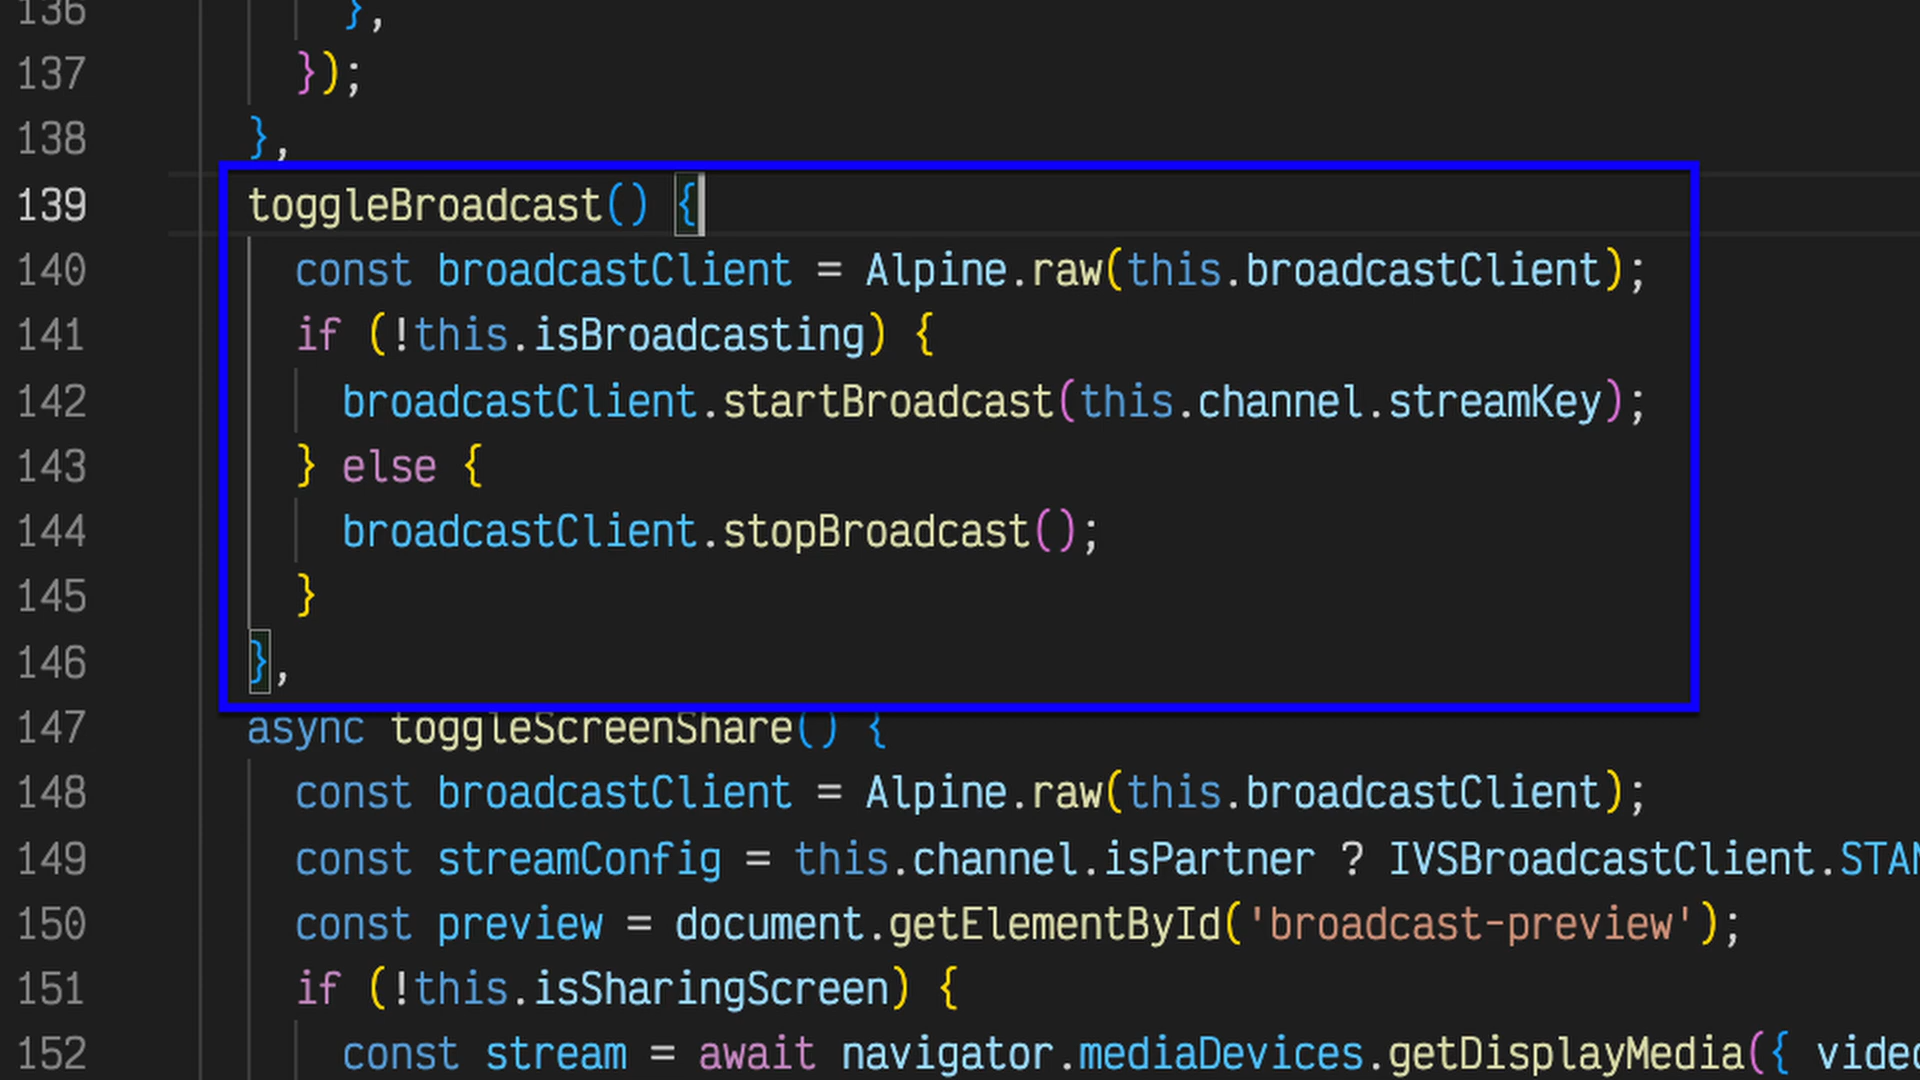 136 },
137 });
138 },
139 toggleBroadcast() {
140 const broadcastClient = Alpine.raw(this.broadcastClient);
141 if (!this.isBroadcasting) {
142 broadcastClient.startBroadcast(this.channel.streamKey);
143 } else {
144 broadcastClient.stopBroadcast();
145 }
146 },
147 async toggleScreenShare() {
148 const broadcastClient = Alpine.raw(this.broadcastClient);
149 const streamConfig = this.channel.isPartner ? IVSBroadcastClient.STAN
150 const preview = document.getElementById('broadcast-preview');
151 if (!this.isSharingScreen) {
152 const stream = await navigator.mediaDevices.getDisplayMedia({ video